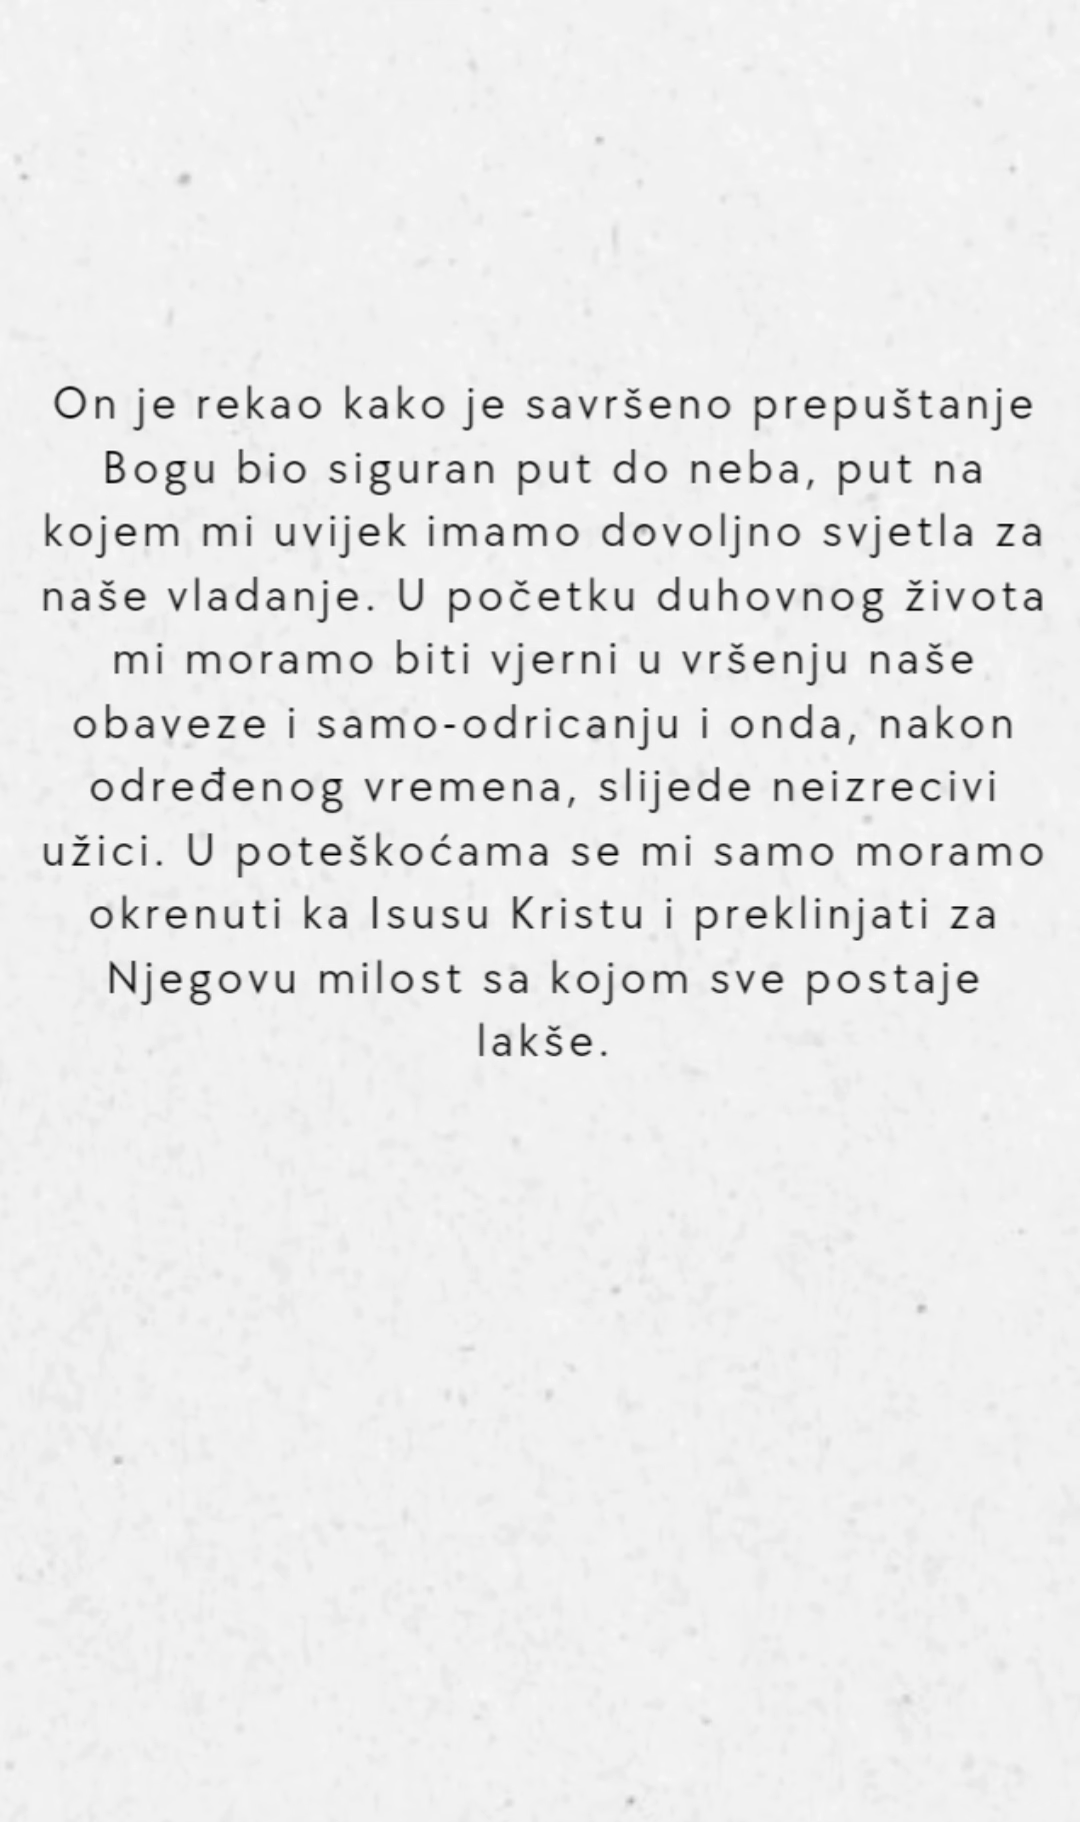 On je rekao kako je savršeno prepuštanje
Bogu bio siguran put do neba, put na
kojem mi uvijek imamo dovoljno svjetla za
naše vladanje. U početku duhovnog života
mi moramo biti vjerni u vršenju naše
obaveze i samo-odricanju i onda, nakon
određenog vremena, slijede neizrecivi
užici. U poteškoćama se mi samo moramo
okrenuti ka Isusu Kristu i preklinjati za
Njegovu milost sa kojom sve postaje
lakše.